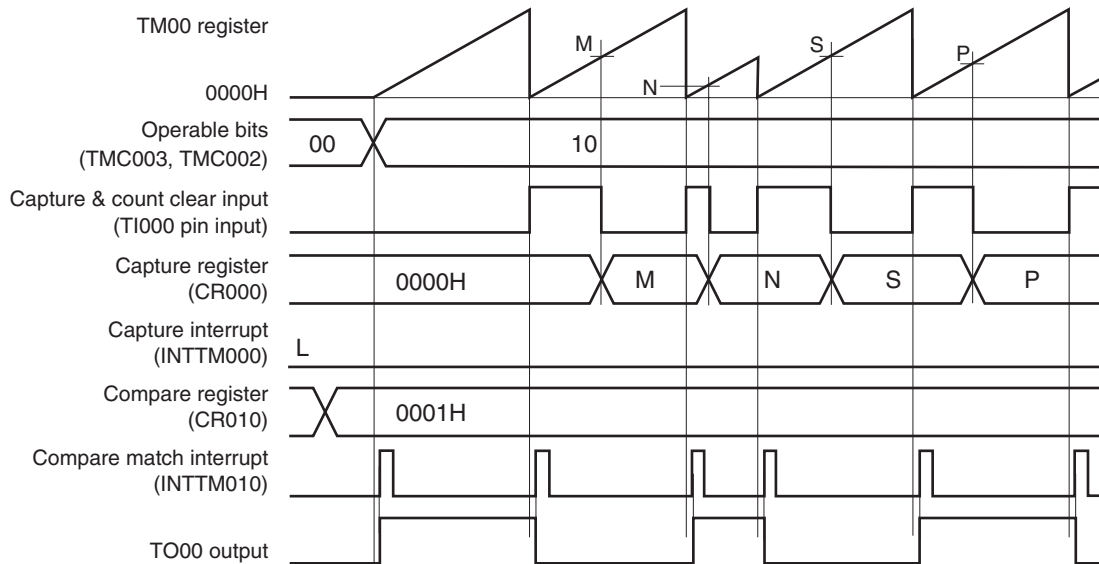 TM00 register
M
S
P
N
0000H
Operable bits
(TMC003, TMC002)
00
10
Capture & count clear input
(TI000 pin input)
Capture register
(CR000)
0000H
M
N
S
P
Capture interrupt
(INTTM000)
L
Compare register
(CR010)
0001H
Compare match interrupt
(INTTM010)
TO00 output